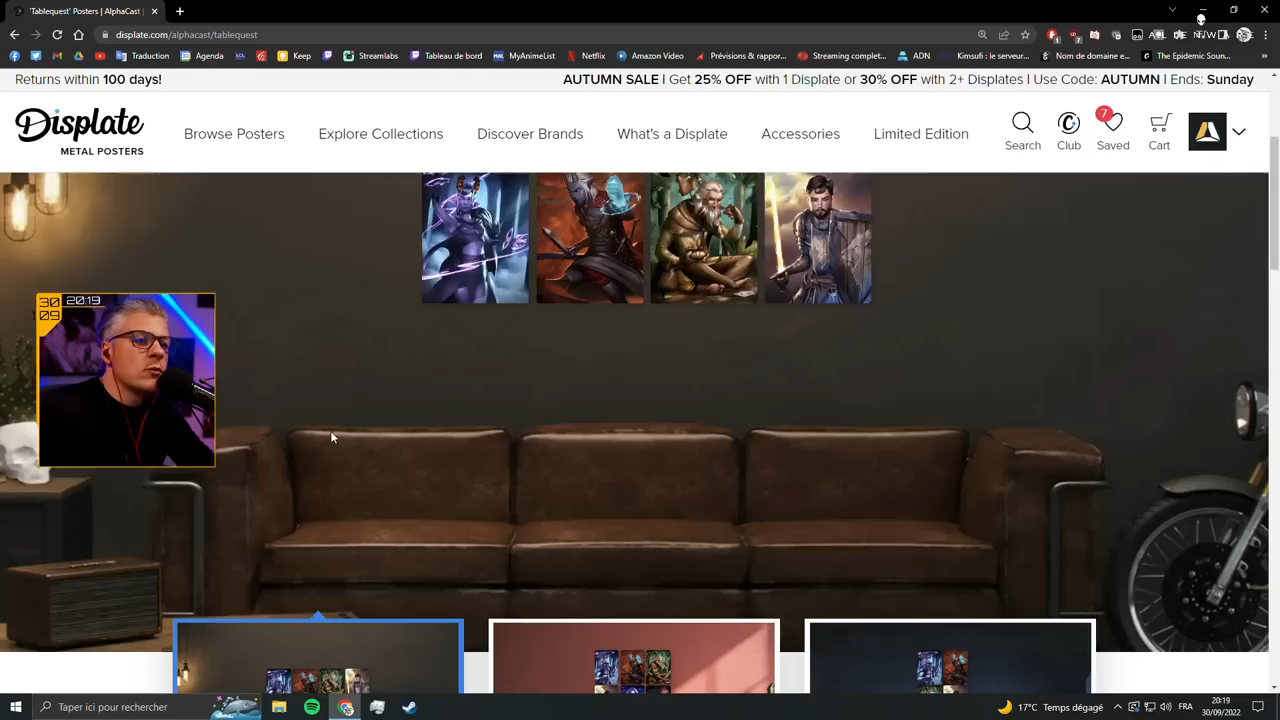 'Tablequest' Posters | AlphaCast |
displate.com/alphacast/tablequest
Traduction
Agenda
Keep
Streamlabs
Tableau de bord
MyAnimeList
Netflix
Amazon Video
Prévisions & rappor...
Streaming complet...
ADN
Kimsufi : le serveur...
Nom de domaine e...
The Epidemic Soun...
Returns within 100 days!
AUTUMN SALE | Get 25% OFF with 1 Displate or 30% OFF with 2+ Displates | Use Code: AUTUMN | Ends: Sunday
Displate
METAL POSTERS
Browse Posters
Explore Collections
Discover Brands
What's a Displate
Accessories
Limited Edition
Search
Club
7
Saved
Cart
30
09
20:19
Taper ici pour rechercher
17°C Temps dégagé
FRA
20:19
30/09/2022